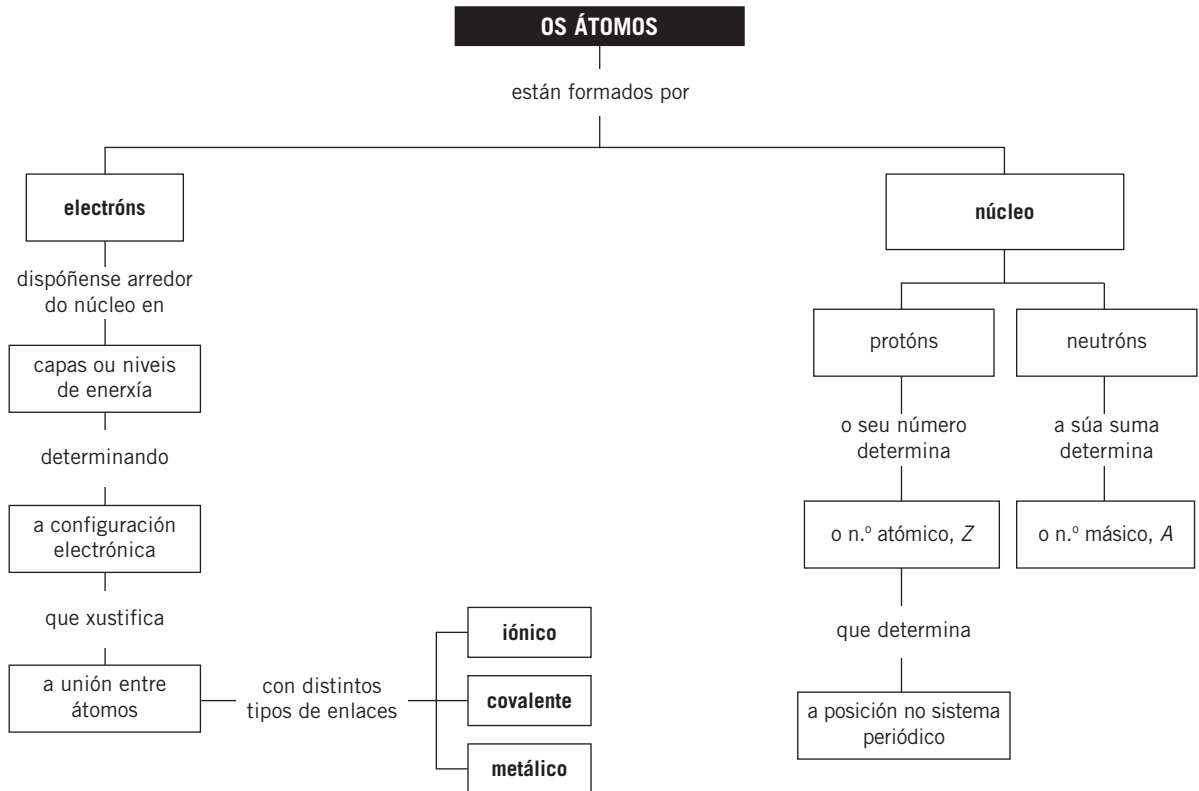 OS ÁTOMOS
están formados por
electróns
dispóñense arredor
do núcleo en
capas ou niveis
de enerxía
determinando
a configuración
electrónica
que xustifica
a unión entre
átomos
con distintos
tipos de enlaces
iónico
covalente
metálico
núcleo
protóns
o seu número
determina
o n.º atómico, Z
que determina
a posición no sistema
periódico
neutróns
a súa suma
determina
o n.º másico, A